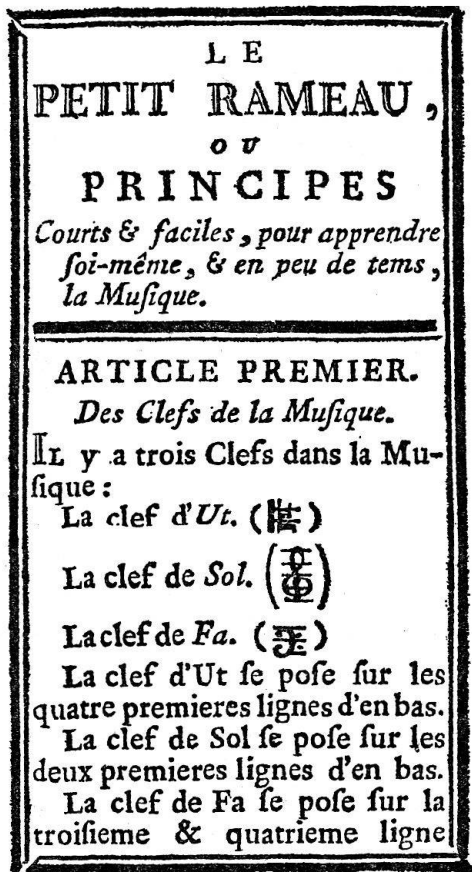 LE
PETIT RAMEAU,
OU
PRINCIPES
Courts & faciles, pour apprendre
ſoi-même, & en peu de tems,
la Muſique.
ARTICLE PREMIER.
Des Clefs de la Muſique.
IL y a trois Clefs dans la Mu-
ſique :
La clef d'Ut. ( )
La clef de Sol. ( )
La clef de Fa. ( )
La clef d'Ut ſe poſe ſur les
quatre premieres lignes d'en bas.
La clef de Sol ſe poſe ſur les
deux premieres lignes d'en bas.
La clef de Fa ſe poſe ſur la
troiſieme & quatrieme ligne